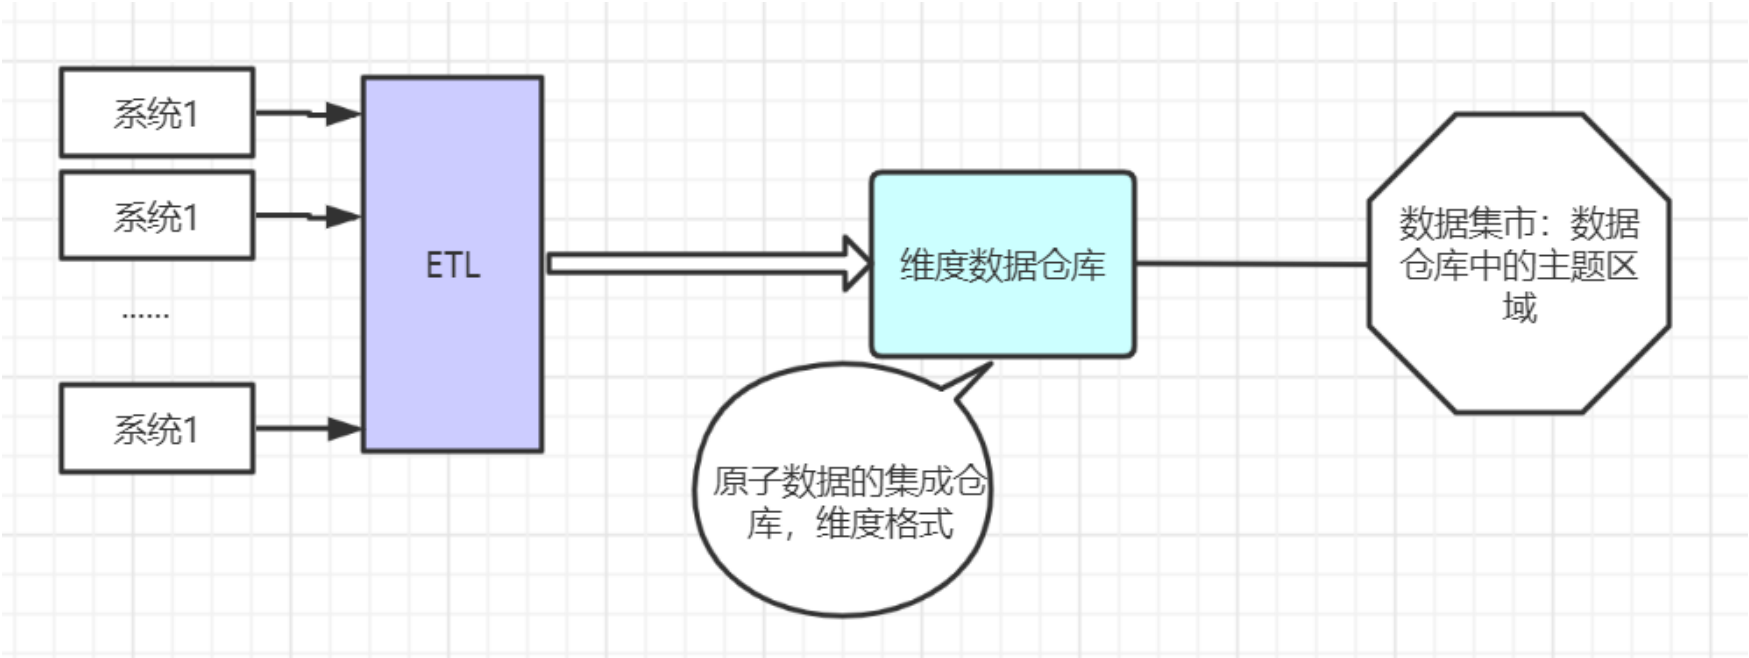 系统1
系统1
......
系统1
ETL
维度数据仓库
原子数据的集成仓
库，维度格式
数据集市：数据
仓库中的主题区
域